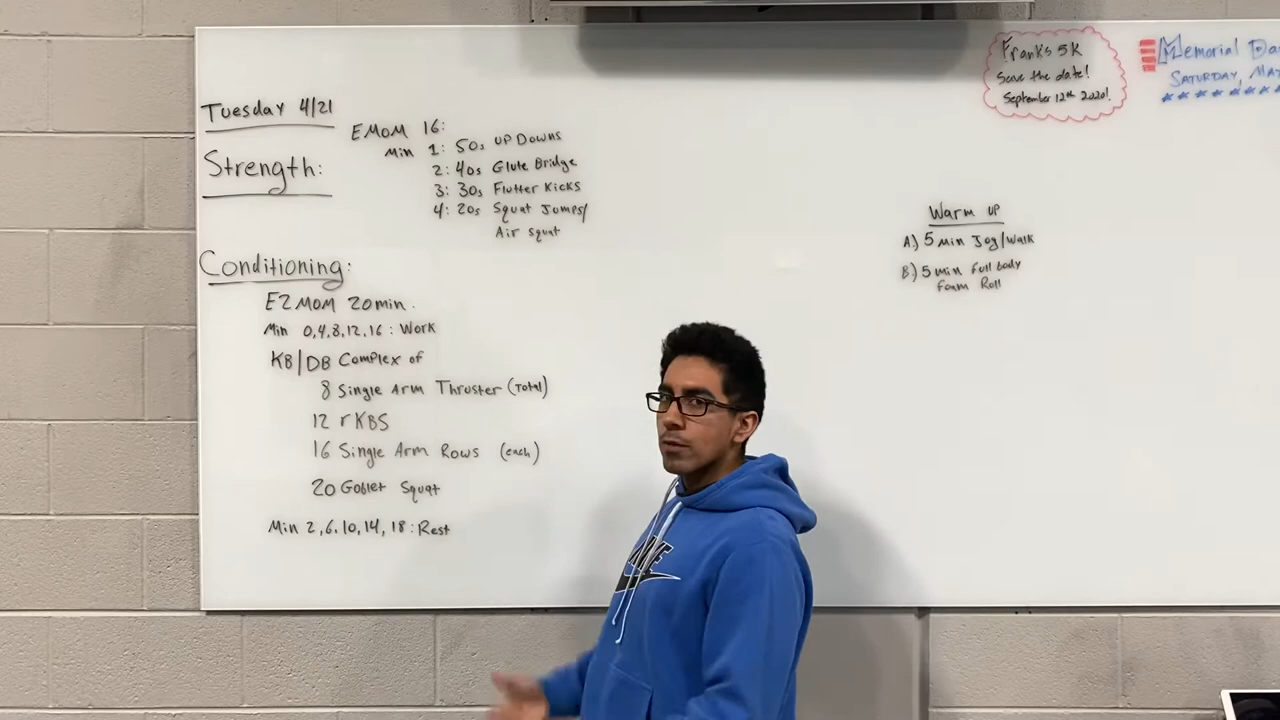 Tuesday 4/21
Strength:
EMOM 16:
Min 1: 50s UP Downs
2: 40s Glute Bridge
3: 30s Flutter Kicks
4: 20s Squat Jumps/
Air squat
Conditioning:
E2MOM 20min.
Min 0,4,8,12,16: Work
KB/DB Complex of
8 Single Arm Thruster (Total)
12 rKBS
16 Single Arm Rows (each)
20 Goblet Squat
Min 2,6,10,14,18: Rest
Warm up
A) 5 min Jog/Walk
B) 5 min full body
foam Roll
Frank's 5K
Save the date!
September 12th 2020!
Memorial
Saturday,